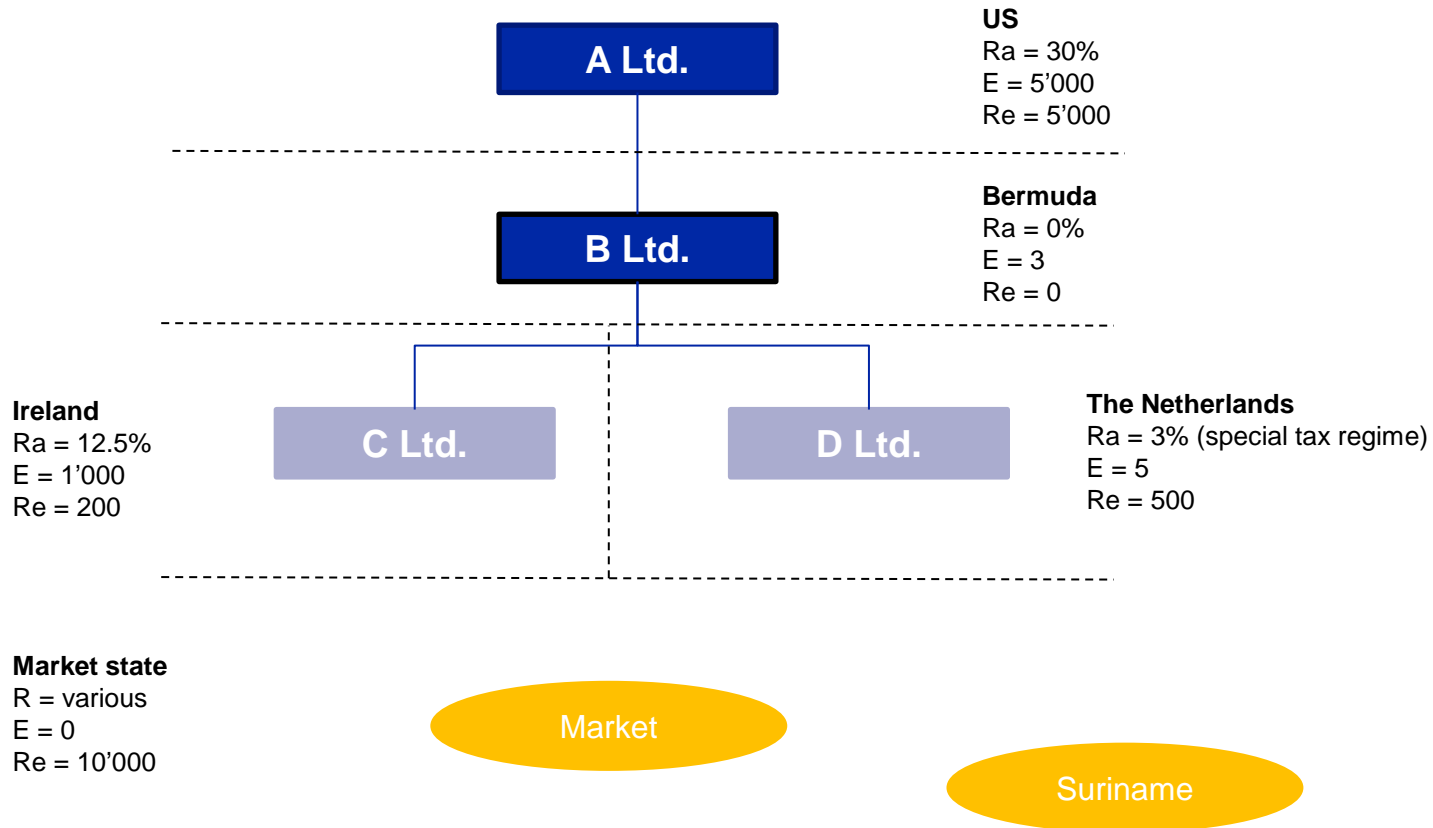 US
Ra = 30%
E = 5’000
Re = 5’000
A Ltd.
Bermuda
Ra = 0%
E = 3
Re = 0
B Ltd.
Ireland
Ra = 12.5%
E = 1’000
Re = 200
C Ltd.
D Ltd.
The Netherlands
Ra = 3% (special tax regime)
E = 5
Re = 500
Market state
R = various
E = 0
Re = 10’000
Market
Suriname